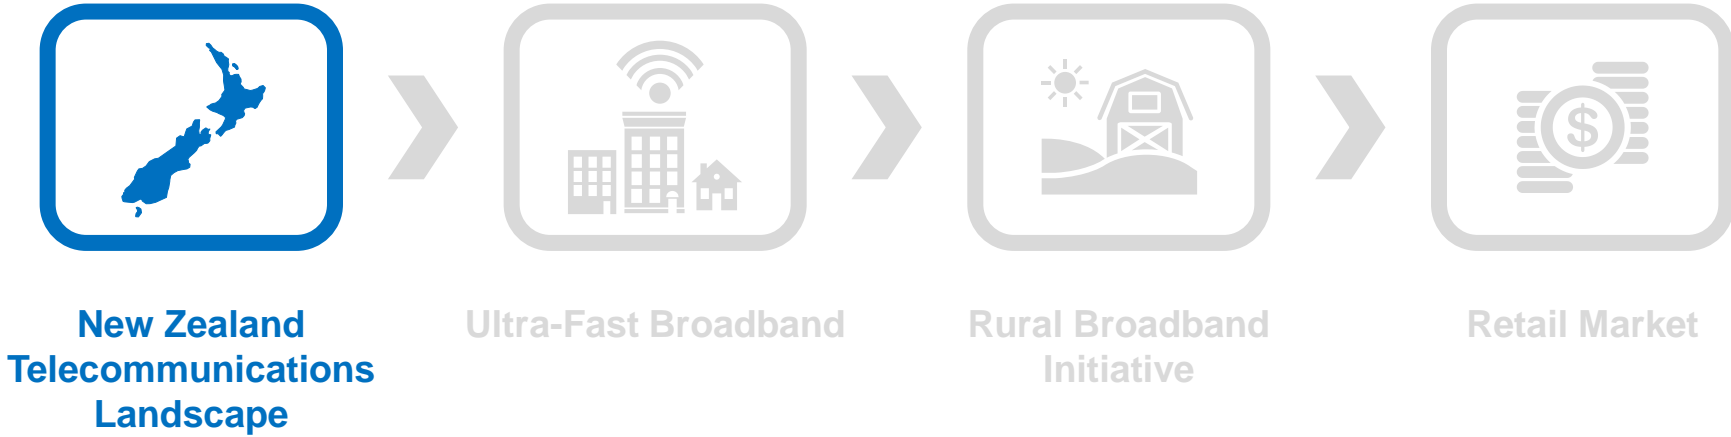 $
New Zealand
Telecommunications
Landscape
Ultra-Fast Broadband
Rural Broadband
Initiative
Retail Market